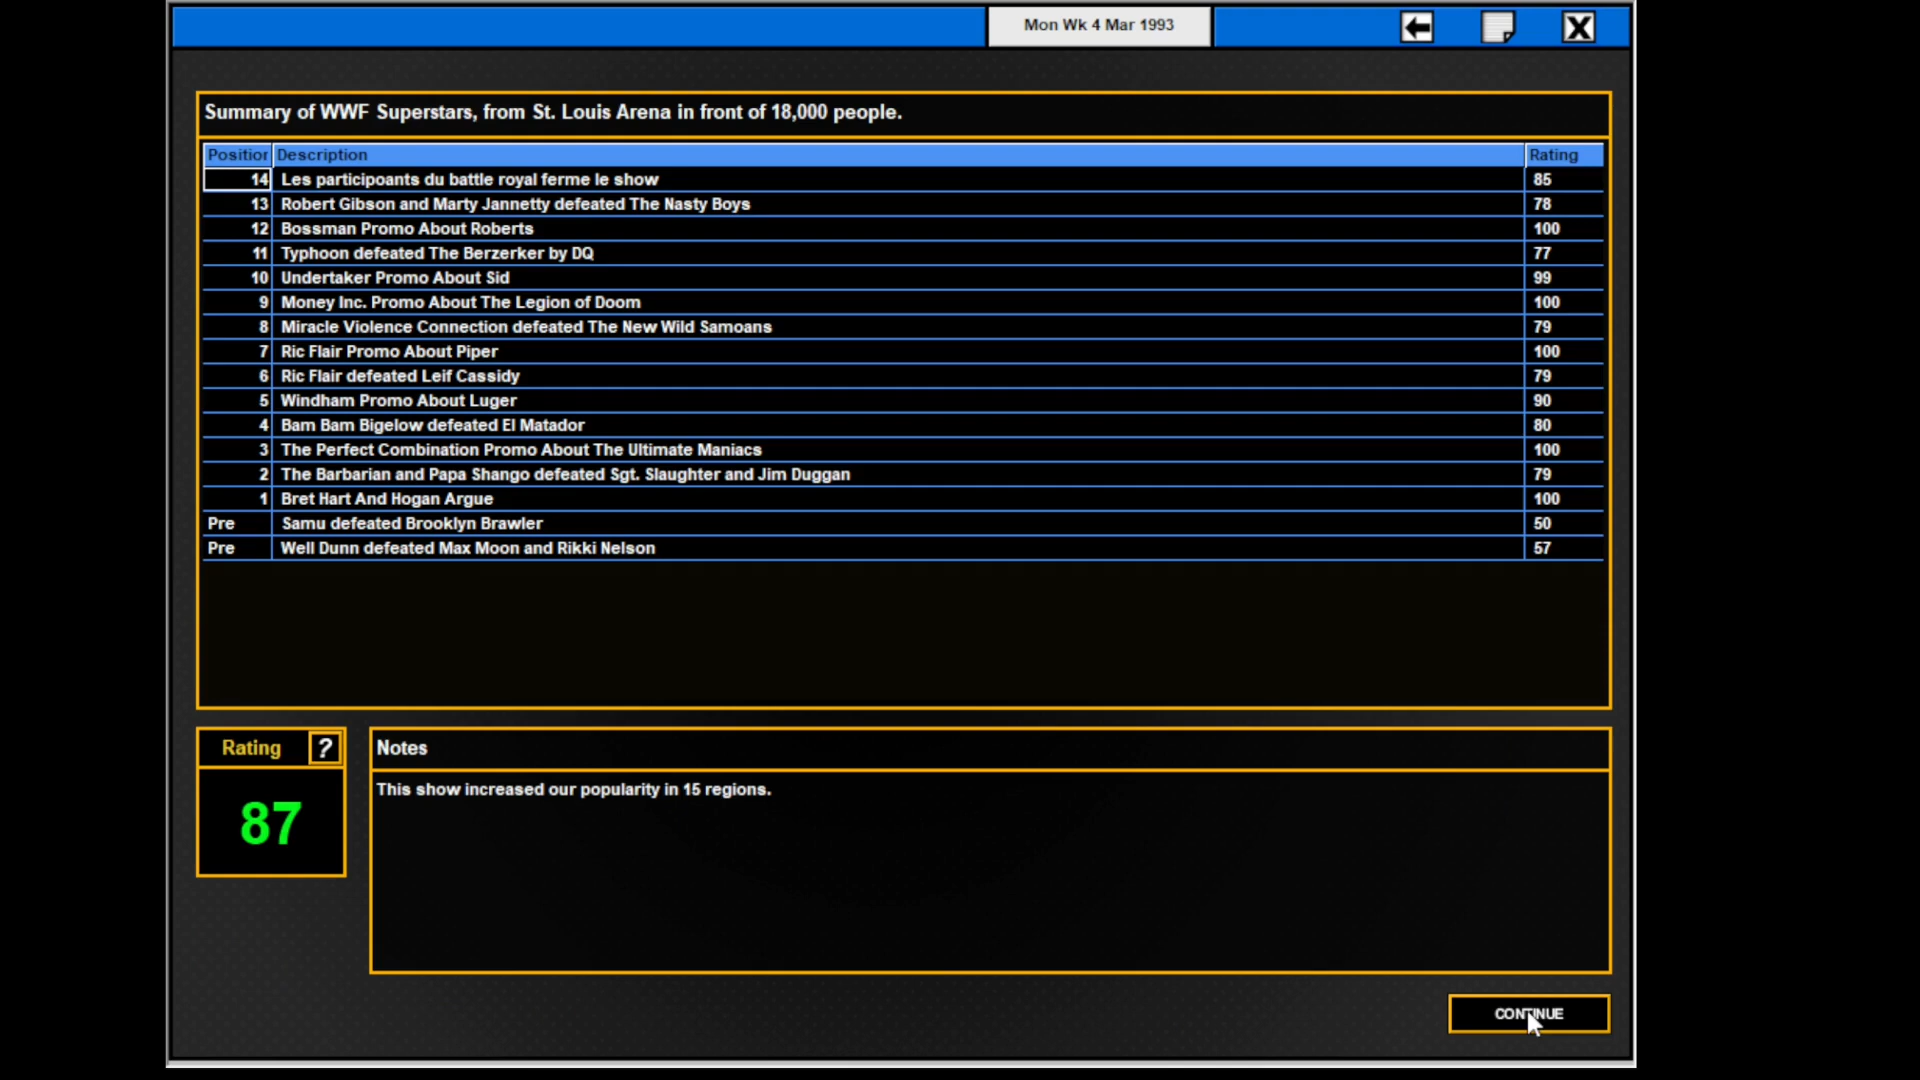 Mon Wk 4 Mar 1993
Summary of WWF Superstars, from St. Louis Arena in front of 18,000 people.
Position Description Rating
14 Les participoants du battle royal ferme le show 85
13 Robert Gibson and Marty Jannetty defeated The Nasty Boys 78
12 Bossman Promo About Roberts 100
11 Typhoon defeated The Berzerker by DQ 77
10 Undertaker Promo About Sid 99
9 Money Inc. Promo About The Legion of Doom 100
8 Miracle Violence Connection defeated The New Wild Samoans 79
7 Ric Flair Promo About Piper 100
6 Ric Flair defeated Leif Cassidy 79
5 Windham Promo About Luger 90
4 Bam Bam Bigelow defeated El Matador 80
3 The Perfect Combination Promo About The Ultimate Maniacs 100
2 The Barbarian and Papa Shango defeated Sgt. Slaughter and Jim Duggan 79
1 Bret Hart And Hogan Argue 100
Pre Samu defeated Brooklyn Brawler 50
Pre Well Dunn defeated Max Moon and Rikki Nelson 57
Rating ?
87
Notes
This show increased our popularity in 15 regions.
CONTINUE